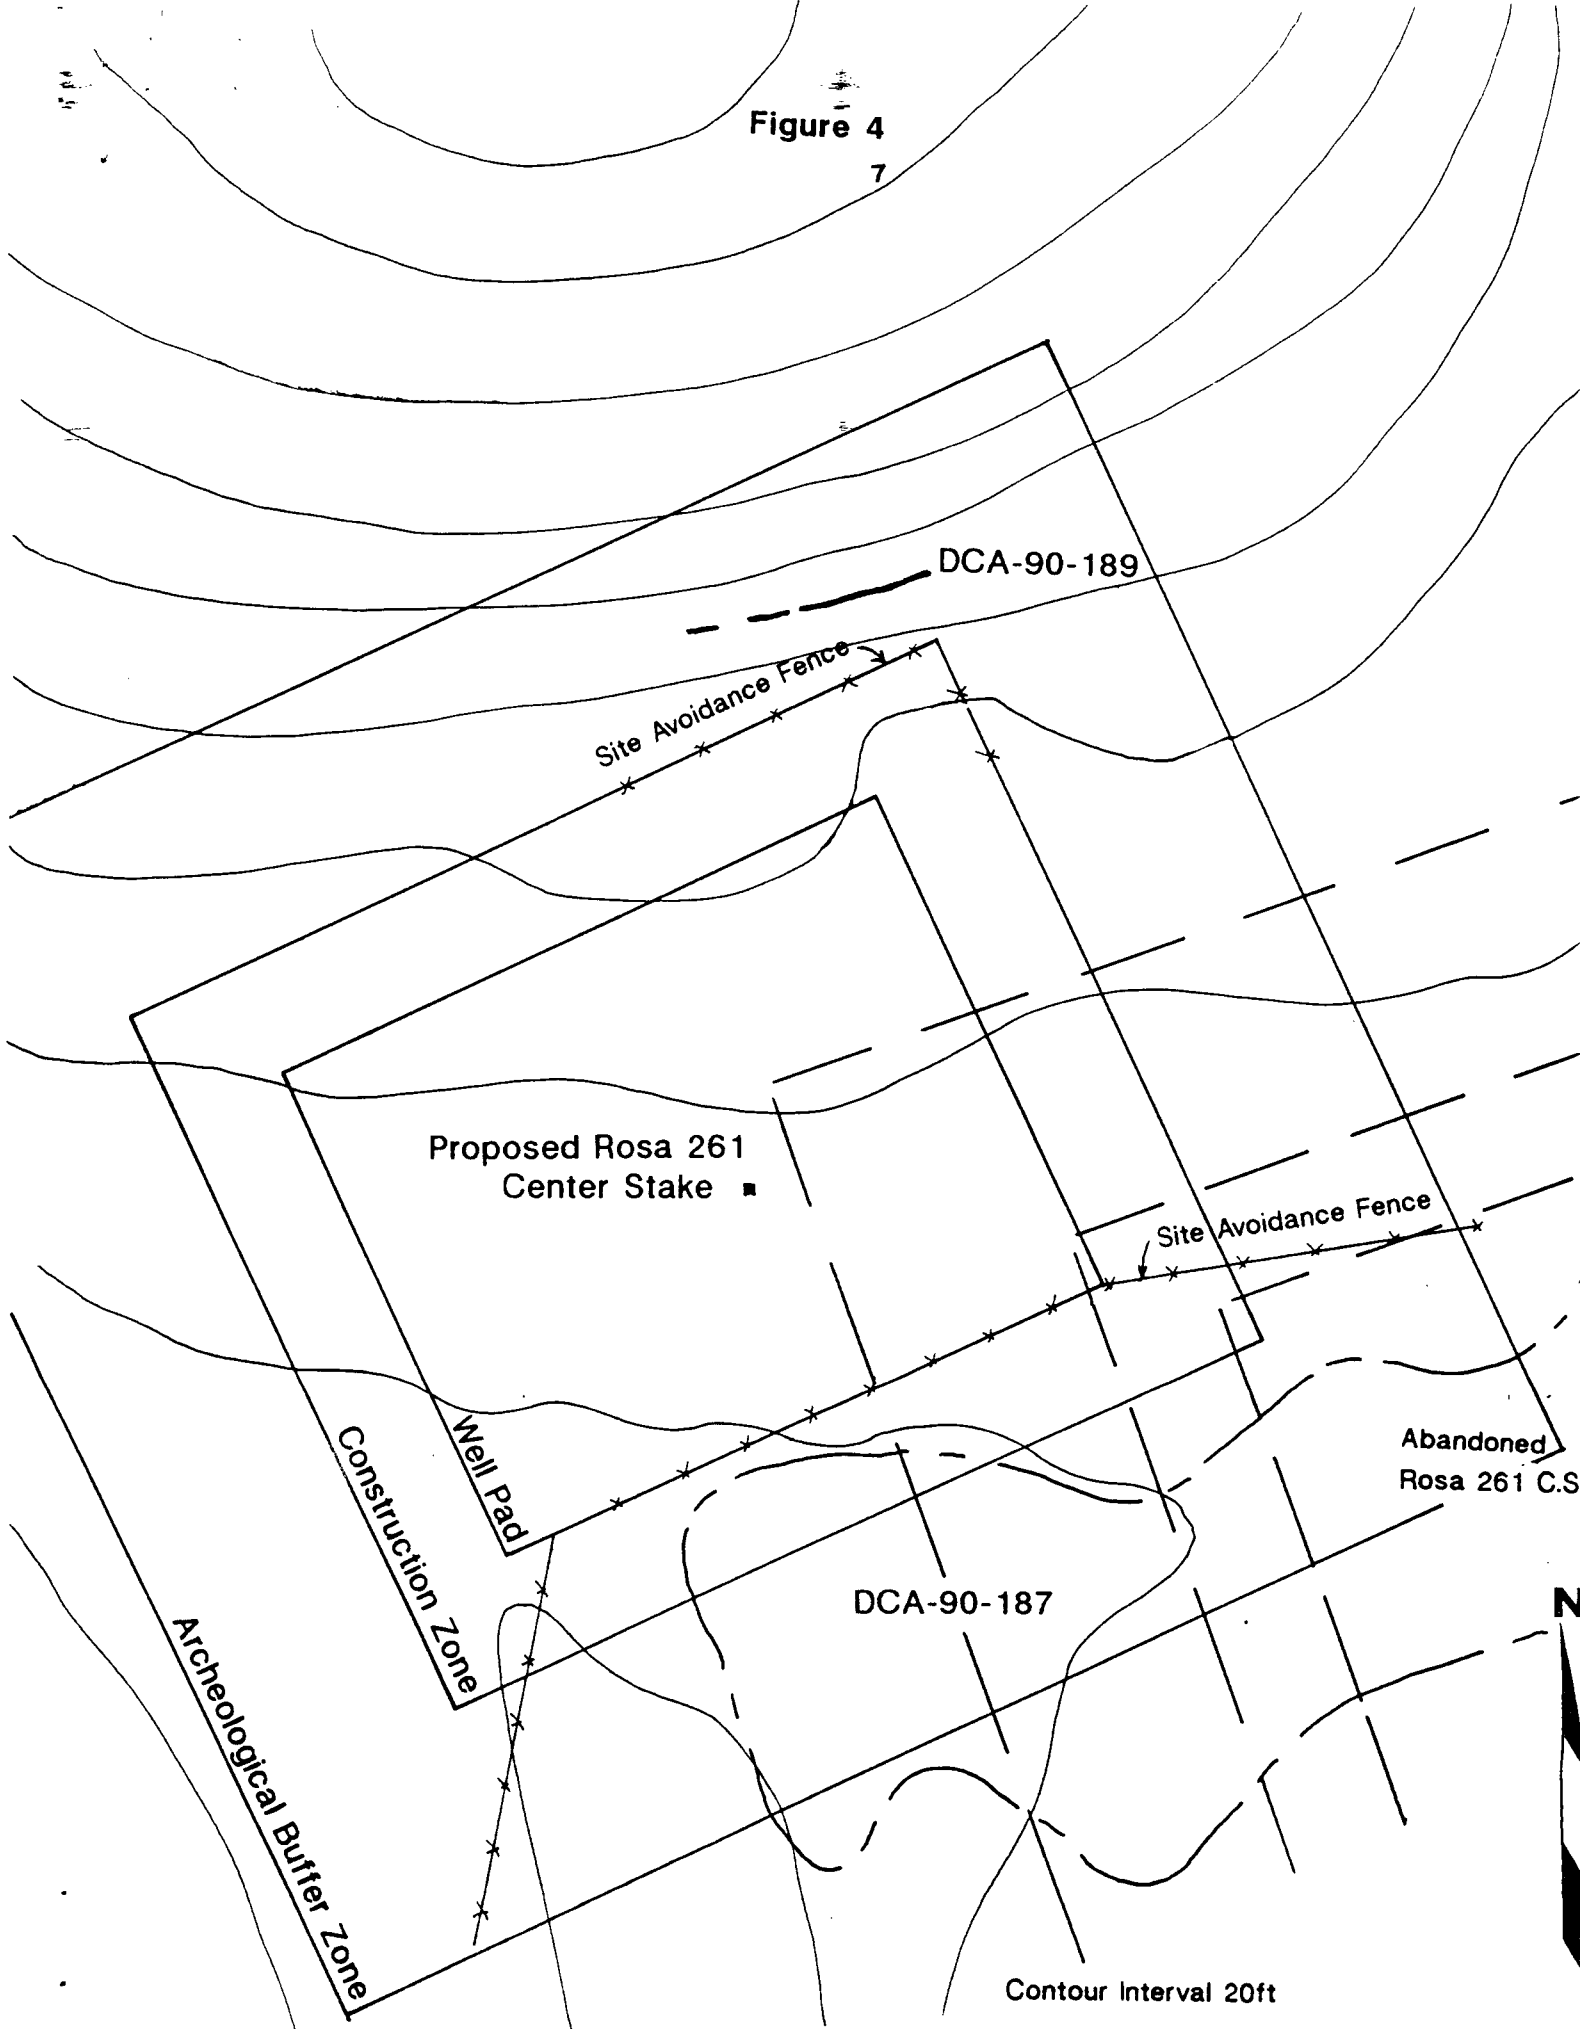 Figure 4
7
DCA-90-189
Site Avoidance Fence
Proposed Rosa 261
Center Stake
Site Avoidance Fence
Abandoned
Rosa 261 C.S
Well Pad
Construction Zone
DCA-90-187
N
Archeological Buffer Zone
Contour Interval 20ft